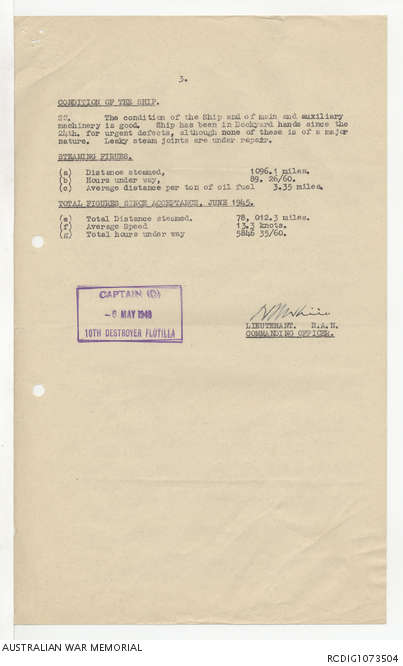 3.
CONDITION OF THE SHIP.
22. The condition of the Ship and of main and auxiliary
machinery is good. Ship has been in Dockyard hands since the
24th. for urgent defects, although none of these is of a major
nature. Leaky steam joints are under repair.
STEAMING FIGURES.
(a) Distance steamed, 1096.1 miles.
(b) Hours under way, 89. 26/60.
(c) Average distance per ton of oil fuel 3.35 miles.
TOTAL FIGURES SINCE ACCEPTANCE, JUNE 1945.
(e) Total Distance steamed. 78, 012.3 miles.
(f) Average Speed 13.3 knots.
(g) Total hours under way 5846 35/60.
CAPTAIN (D)
-6 MAY 1948
10TH DESTROYER FLOTILLA
LIEUTENANT. R.A.N.
COMMANDING OFFICER.
AUSTRALIAN WAR MEMORIAL
RCDIG1073504